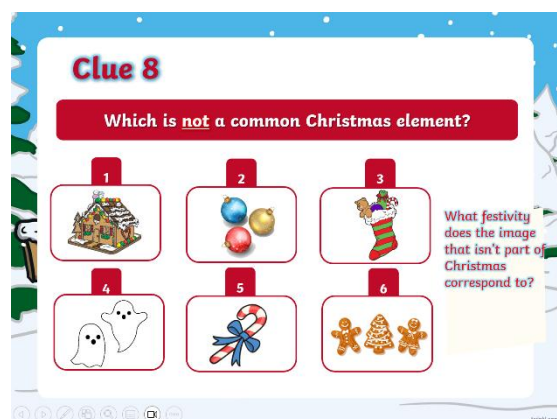 Clue 8
Which is not a common Christmas element?
1
2
3
What festivity
does the image
that isn't part of
Christmas
correspond to?
4
5
6